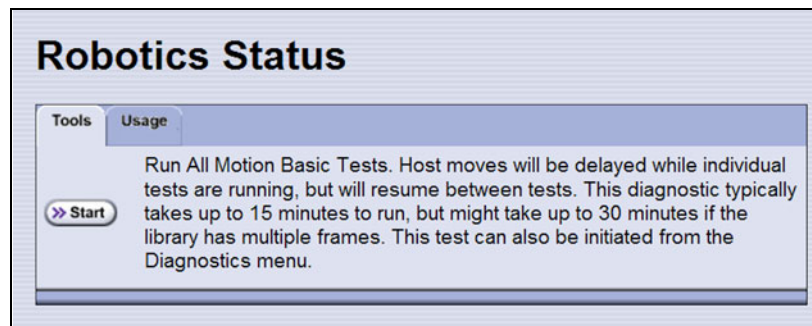 Robotics Status
Tools Usage
Run All Motion Basic Tests. Host moves will be delayed while individual
tests are running, but will resume between tests. This diagnostic typically
» Start takes up to 15 minutes to run, but might take up to 30 minutes if the
library has multiple frames. This test can also be initiated from the
Diagnostics menu.